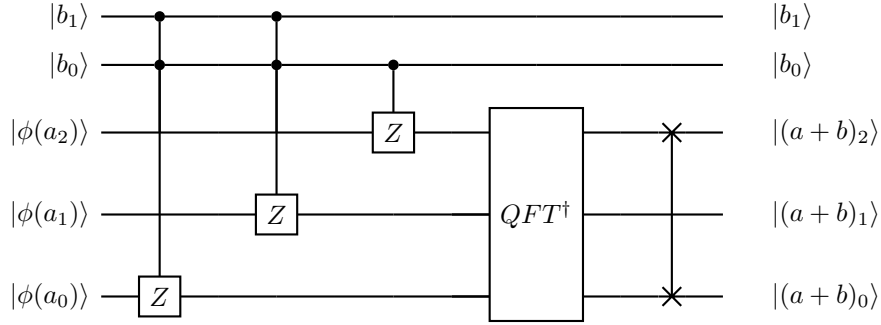 |b₁⟩ |b₁⟩
|b₀⟩ |b₀⟩
|ϕ(a₂)⟩ Z |(a + b)₂⟩
|ϕ(a₁)⟩ Z QFT† |(a + b)₁⟩
|ϕ(a₀)⟩ Z |(a + b)₀⟩